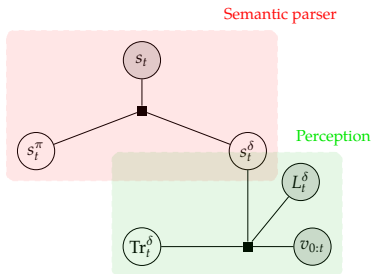 Semantic parser
s_t
s_t^π
s_t^δ
Perception
L_t^δ
Tr_t^δ
v_{0:t}